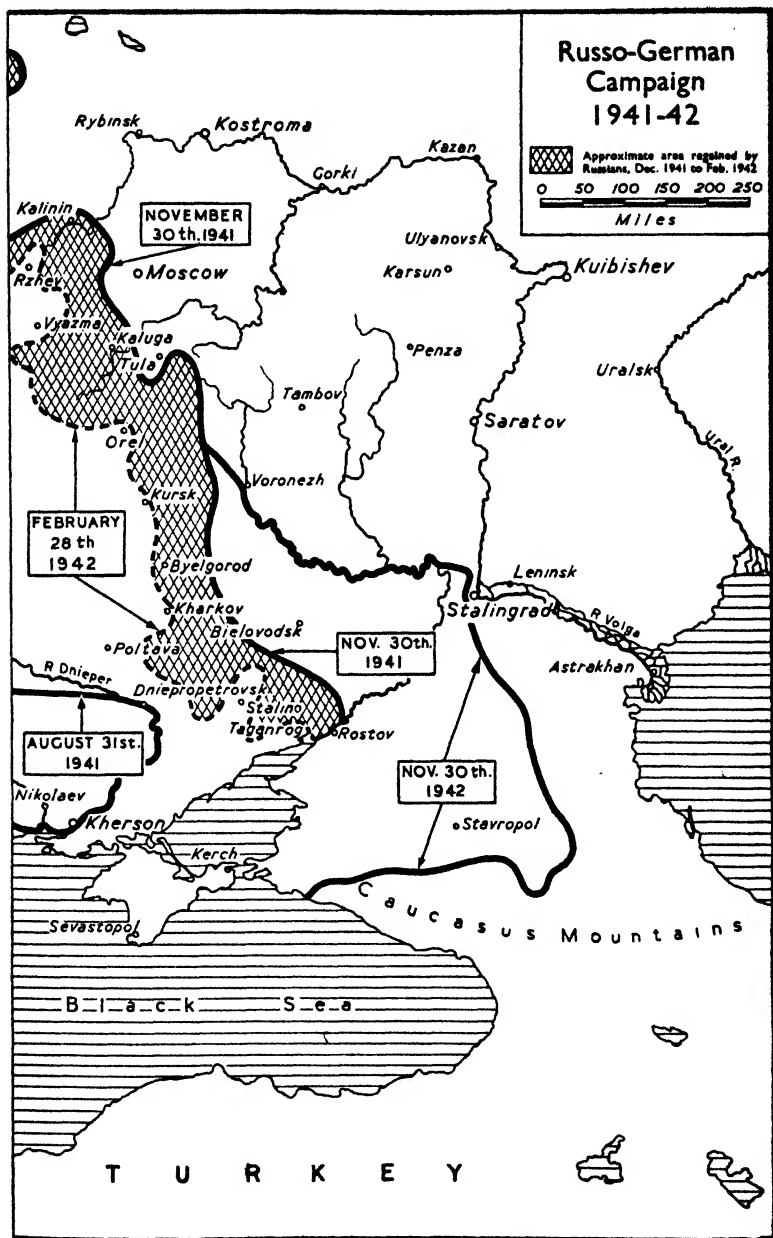 Russo-German
Campaign
1941-42
Approximate area regained by
Russians, Dec. 1941 to Feb. 1942
0 50 100 150 200 250
Miles
Rybinsk
Kostroma
Kazan
Gorki
Kalinin
NOVEMBER
30th. 1941
Ulyanovsk
Rzhev
Moscow
Karsun
Kuibishev
Vyazma
Kaluga
Tula
Penza
Uralsk
Tambov
Orel
Saratov
Ural R.
Voronezh
Kursk
FEBRUARY
28th
1942
Byelgorod
Leninsk
Stalingrad
R Volga
Kharkov
Bielovodsk
Poltava
NOV. 30th.
1941
Astrakhan
R Dnieper
Dniepropetrovsk
Stalino
Taganrog
Rostov
AUGUST 31st.
1941
NOV. 30th.
1942
Nikolaev
Kherson
Stavropol
Kerch
Caucasus Mountains
Sevastopol
Black Sea
TURKEY